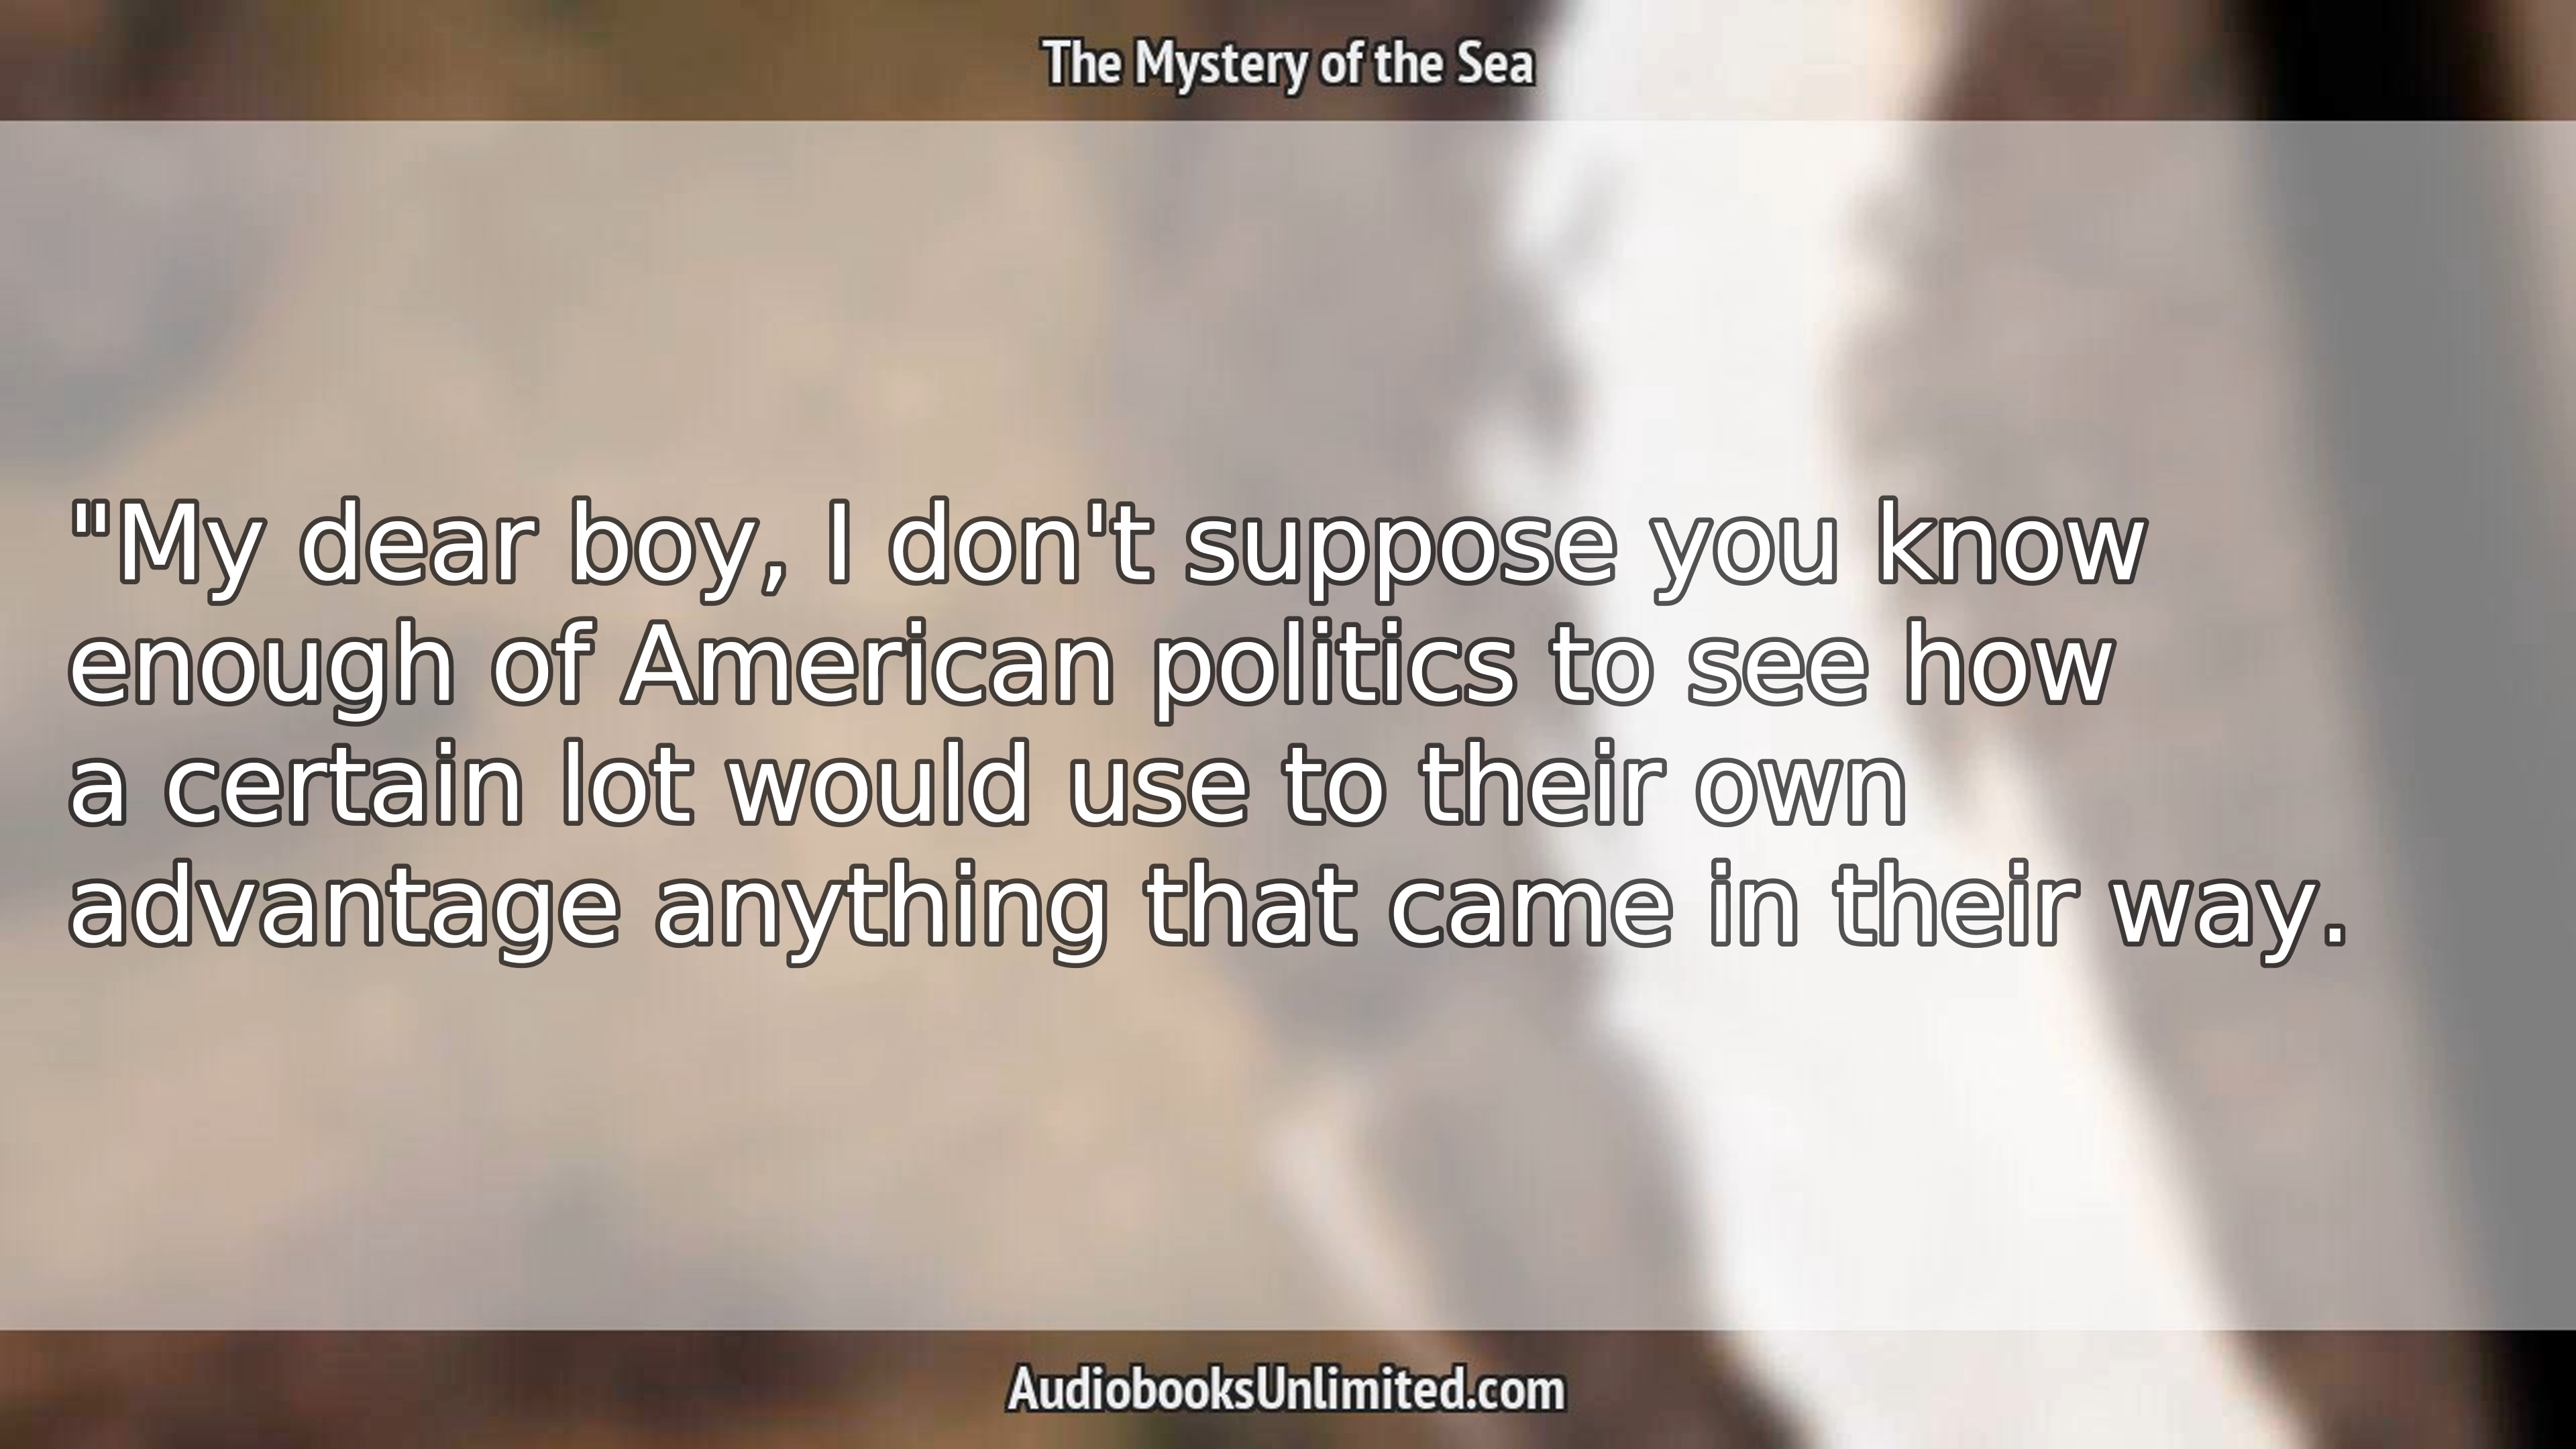 The Mystery of the Sea
"My dear boy, I don't suppose you know
enough of American politics to see how
a certain lot would use to their own
advantage anything that came in their way.
AudiobooksUnlimited.com